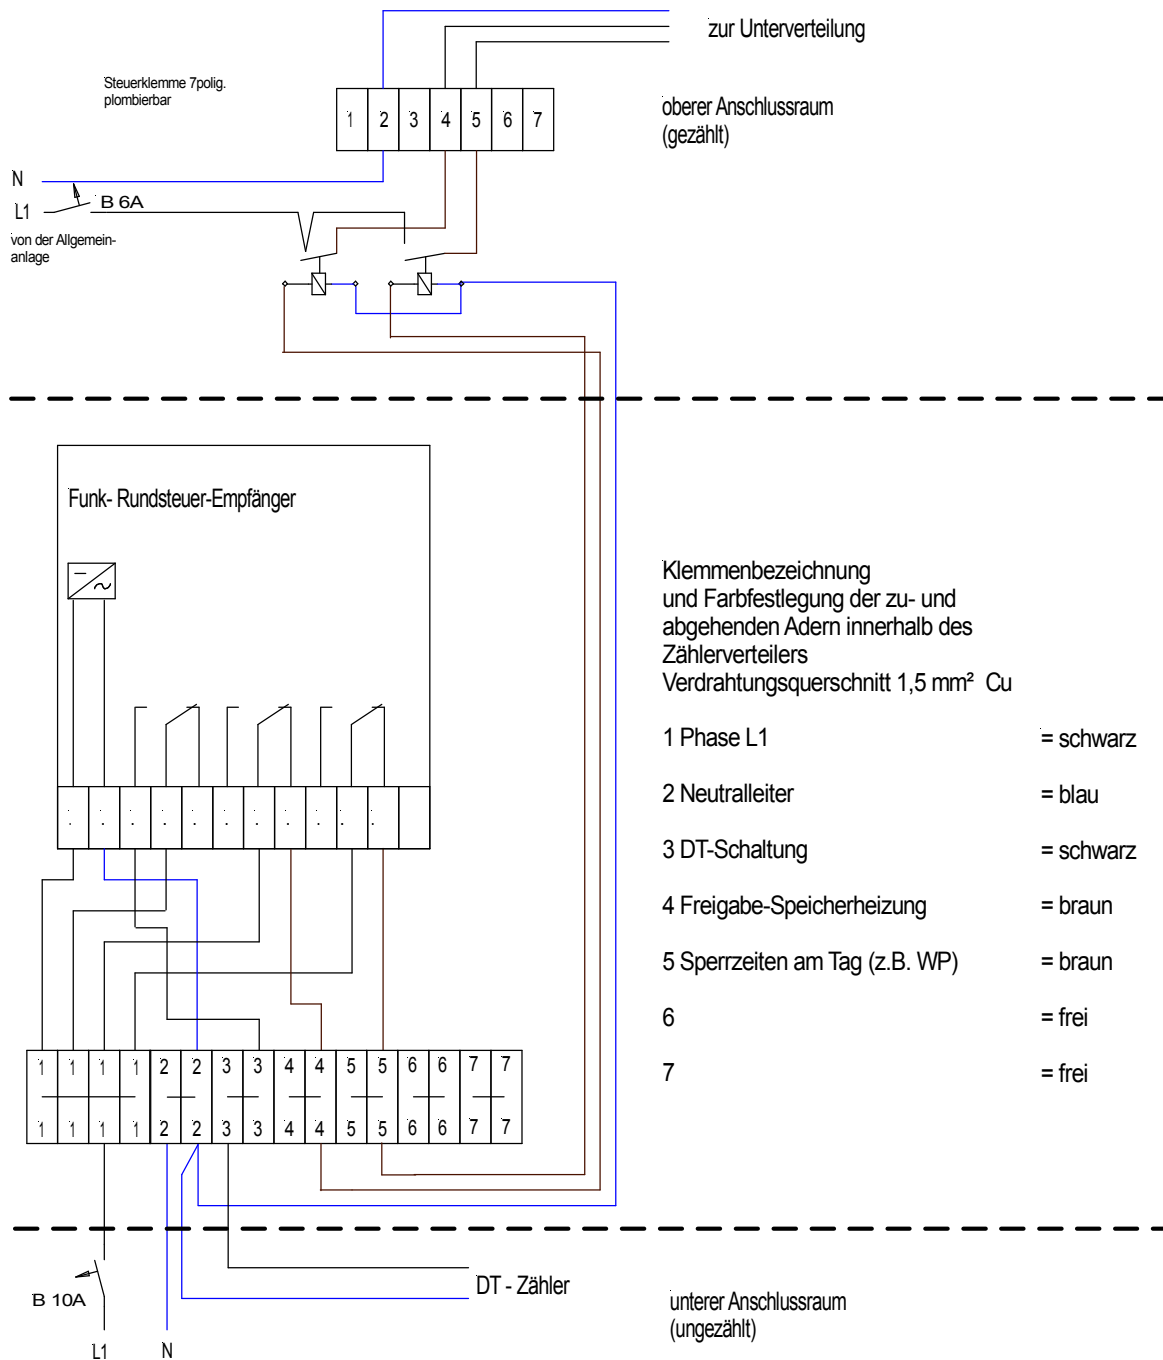 zur Unterverteilung
Steuerklemme 7polig.
plombierbar
oberer Anschlussraum
(gezählt)
1 2 3 4 5 6 7
N
L1
B 6A
von der Allgemein-
anlage
Funk- Rundsteuer-Empfänger
Klemmenbezeichnung
und Farbfestlegung der zu- und
abgehenden Adern innerhalb des
Zählerverteilers
Verdrahtungsquerschnitt 1,5 mm² Cu
1 Phase L1 = schwarz
2 Neutralleiter = blau
3 DT-Schaltung = schwarz
4 Freigabe-Speicherheizung = braun
5 Sperrzeiten am Tag (z.B. WP) = braun
6 = frei
7 = frei
1 1 1 1 2 2 3 3 4 4 5 5 6 6 7 7
1 1 1 1 2 2 3 3 4 4 5 5 6 6 7 7
B 10A
L1
N
DT - Zähler
unterer Anschlussraum
(ungezählt)